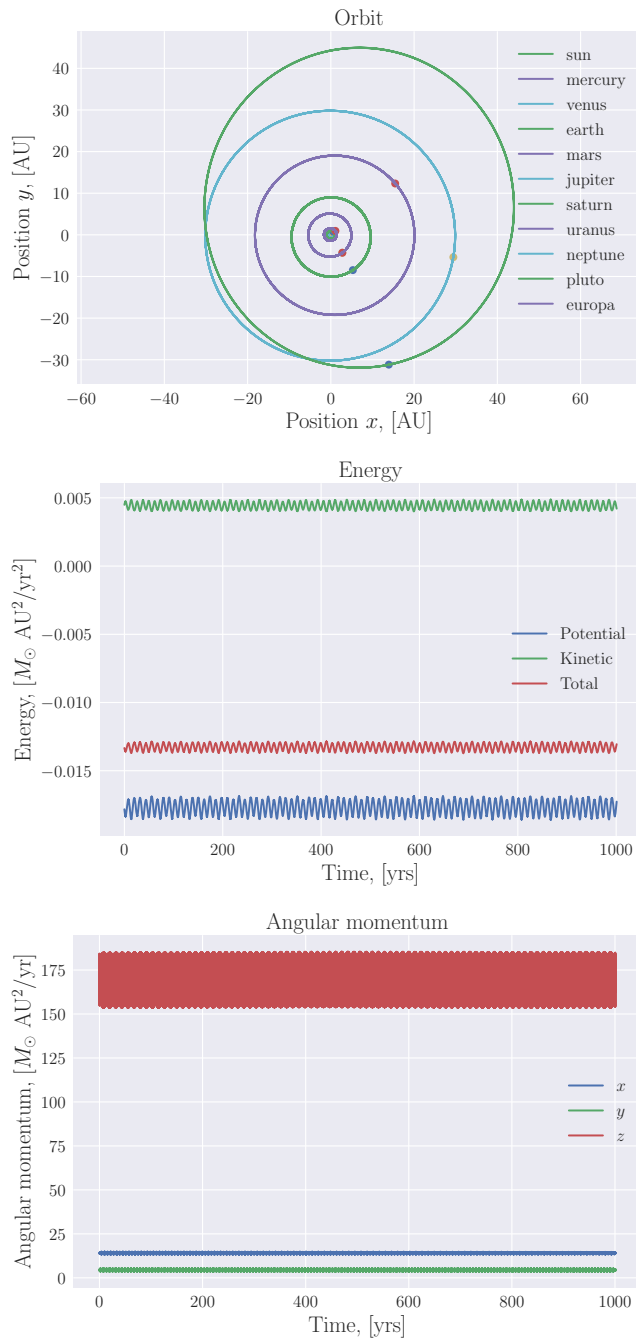 Orbit
Position y, [AU]
40
30
20
10
0
−10
−20
−30
−60
−40
−20
0
20
40
60
Position x, [AU]
sun
mercury
venus
earth
mars
jupiter
saturn
uranus
neptune
pluto
europa
Energy
Energy, [M⊙ AU²/yr²]
0.005
0.000
−0.005
−0.010
−0.015
0
200
400
600
800
1000
Time, [yrs]
Potential
Kinetic
Total
Angular momentum
Angular momentum, [M⊙ AU²/yr]
175
150
125
100
75
50
25
0
0
200
400
600
800
1000
Time, [yrs]
x
y
z